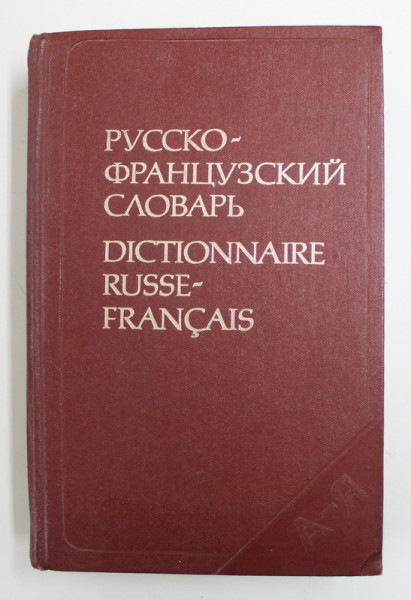 РУССКО-
ФРАНЦУЗСКИЙ
СЛОВАРЬ
DICTIONNAIRE
RUSSE-
FRANÇAIS
А-Я